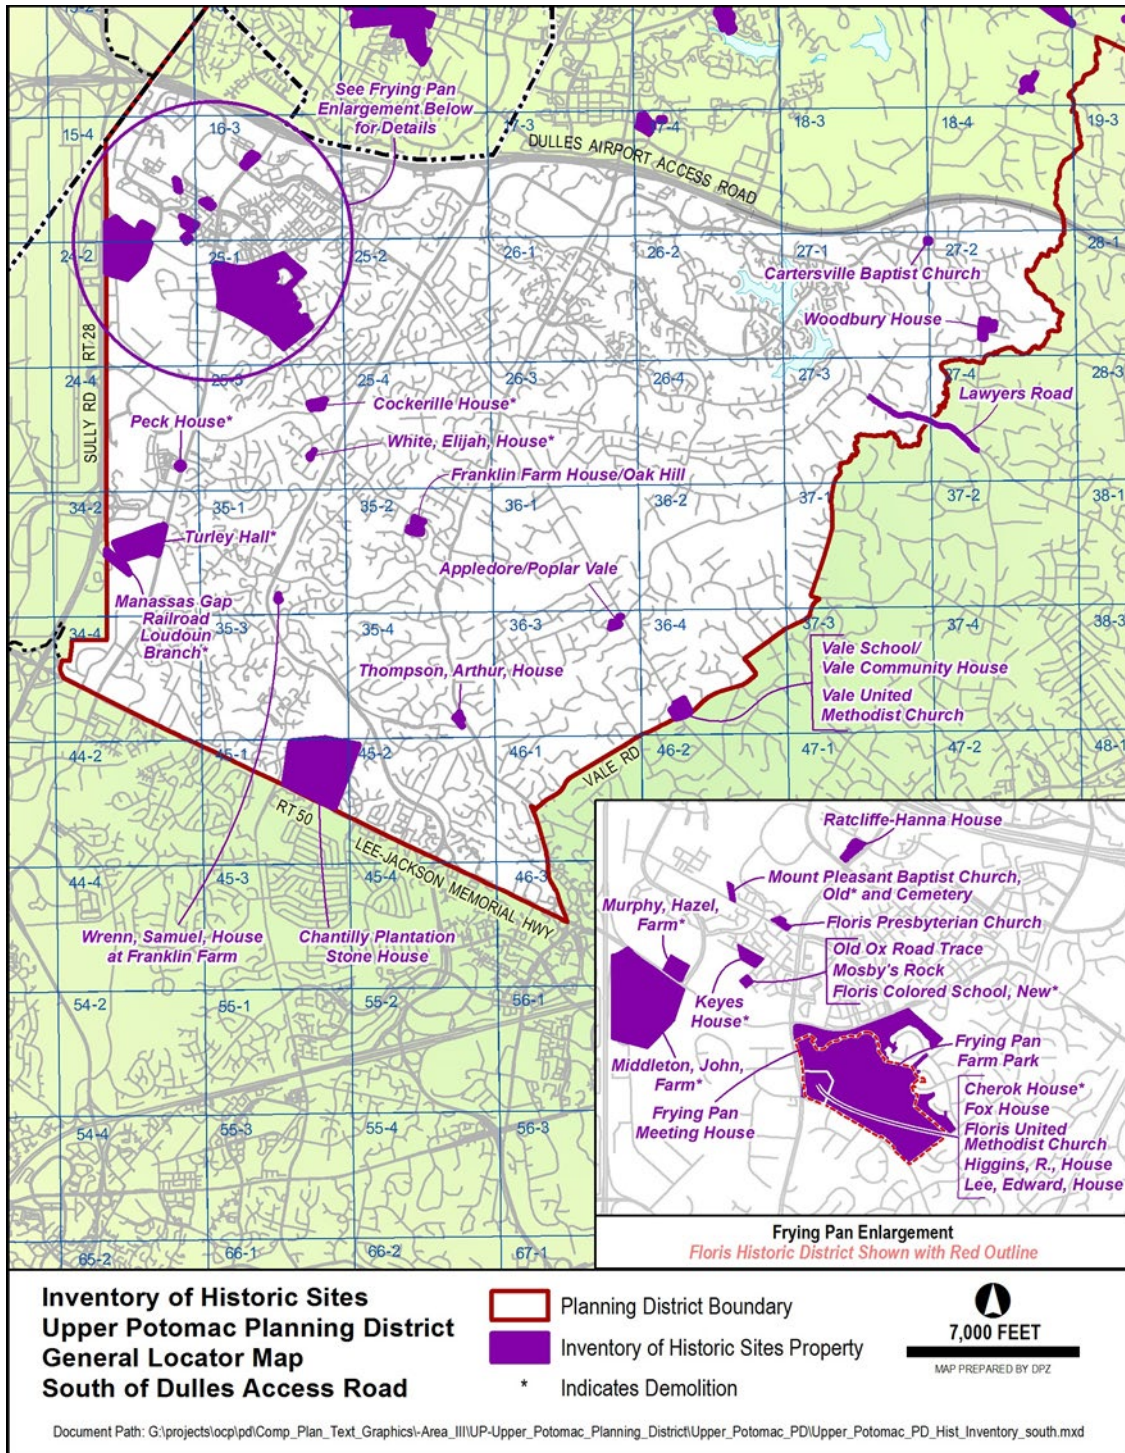 See Frying Pan
Enlargement Below
for Details
15-4
16-3
18-3
18-4
19-3
DULLES AIRPORT ACCESS ROAD
24-2
25-1
25-2
26-1
26-2
27-1
27-2
28-1
Cartersville Baptist Church
Woodbury House
SULLY RD RT-28
24-4
25-3
25-4
26-3
26-4
27-3
27-4
28-3
Lawyers Road
Cockerille House*
Peck House*
White, Elijah, House*
Franklin Farm House/Oak Hill
34-2
35-1
35-2
36-1
36-2
37-1
37-2
38-1
Turley Hall*
Appledore/Poplar Vale
Manassas Gap
Railroad
Loudoun
Branch*
34-4
35-3
35-4
36-4
37-3
37-4
38-3
Thompson, Arthur, House
Vale School/
Vale Community House
Vale United
Methodist Church
44-2
45-1
45-2
46-1
46-2
47-1
47-2
48-1
VALE RD
RT 50
LEE-JACKSON MEMORIAL HWY
44-4
45-3
45-4
46-3
Wrenn, Samuel, House
at Franklin Farm
Chantilly Plantation
Stone House
54-2
55-1
55-2
56-1
54-4
55-3
55-4
56-3
65-2
66-1
66-2
67-1
Ratcliffe-Hanna House
Mount Pleasant Baptist Church,
Old* and Cemetery
Murphy, Hazel,
Farm*
Floris Presbyterian Church
Old Ox Road Trace
Mosby's Rock
Floris Colored School, New*
Keyes
House*
Middleton, John,
Farm*
Frying Pan
Meeting House
Frying Pan
Farm Park
Cherok House*
Fox House
Floris United
Methodist Church
Higgins, R., House
Lee, Edward, House*
Frying Pan Enlargement
Floris Historic District Shown with Red Outline
Inventory of Historic Sites
Upper Potomac Planning District
General Locator Map
South of Dulles Access Road
Planning District Boundary
Inventory of Historic Sites Property
* Indicates Demolition
7,000 FEET
MAP PREPARED BY DPZ
Document Path: G:\projects\ocp\pd\Comp_Plan_Text_Graphics\-Area_III\UP-Upper_Potomac_Planning_District\Upper_Potomac_PD\Upper_Potomac_PD_Hist_Inventory_south.mxd